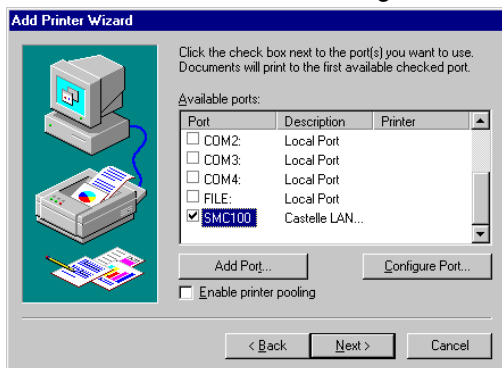 Add Printer Wizard
Click the check box next to the port(s) you want to use.
Documents will print to the first available checked port.
Available ports:
Port Description Printer
COM2: Local Port
COM3: Local Port
COM4: Local Port
FILE: Local Port
SMC100 Castelle LAN...
Add Port... Configure Port...
Enable printer pooling
< Back Next > Cancel